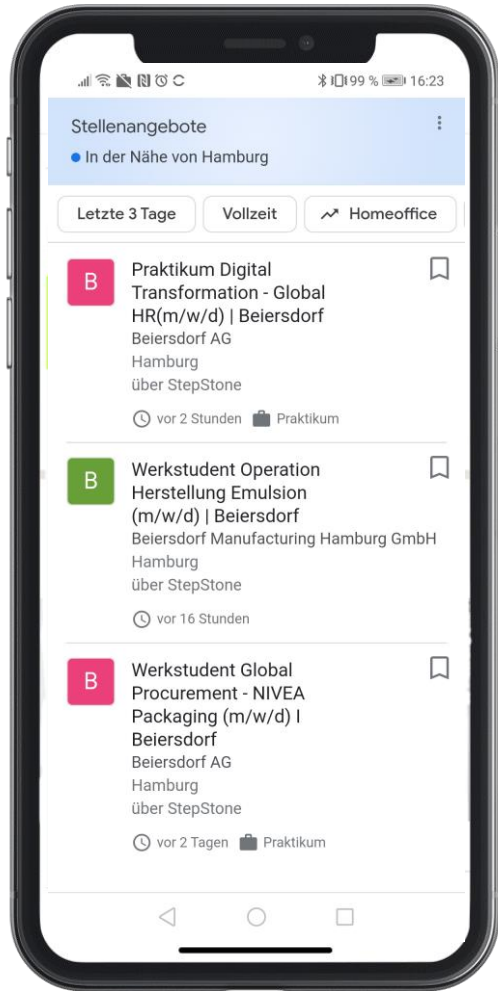 99 % 16:23
Stellenangebote
In der Nähe von Hamburg
Letzte 3 Tage Vollzeit Homeoffice
B
Praktikum Digital
Transformation - Global
HR(m/w/d) | Beiersdorf
Beiersdorf AG
Hamburg
über StepStone
vor 2 Stunden Praktikum
B
Werkstudent Operation
Herstellung Emulsion
(m/w/d) | Beiersdorf
Beiersdorf Manufacturing Hamburg GmbH
Hamburg
über StepStone
vor 16 Stunden
B
Werkstudent Global
Procurement - NIVEA
Packaging (m/w/d) I
Beiersdorf
Beiersdorf AG
Hamburg
über StepStone
vor 2 Tagen Praktikum